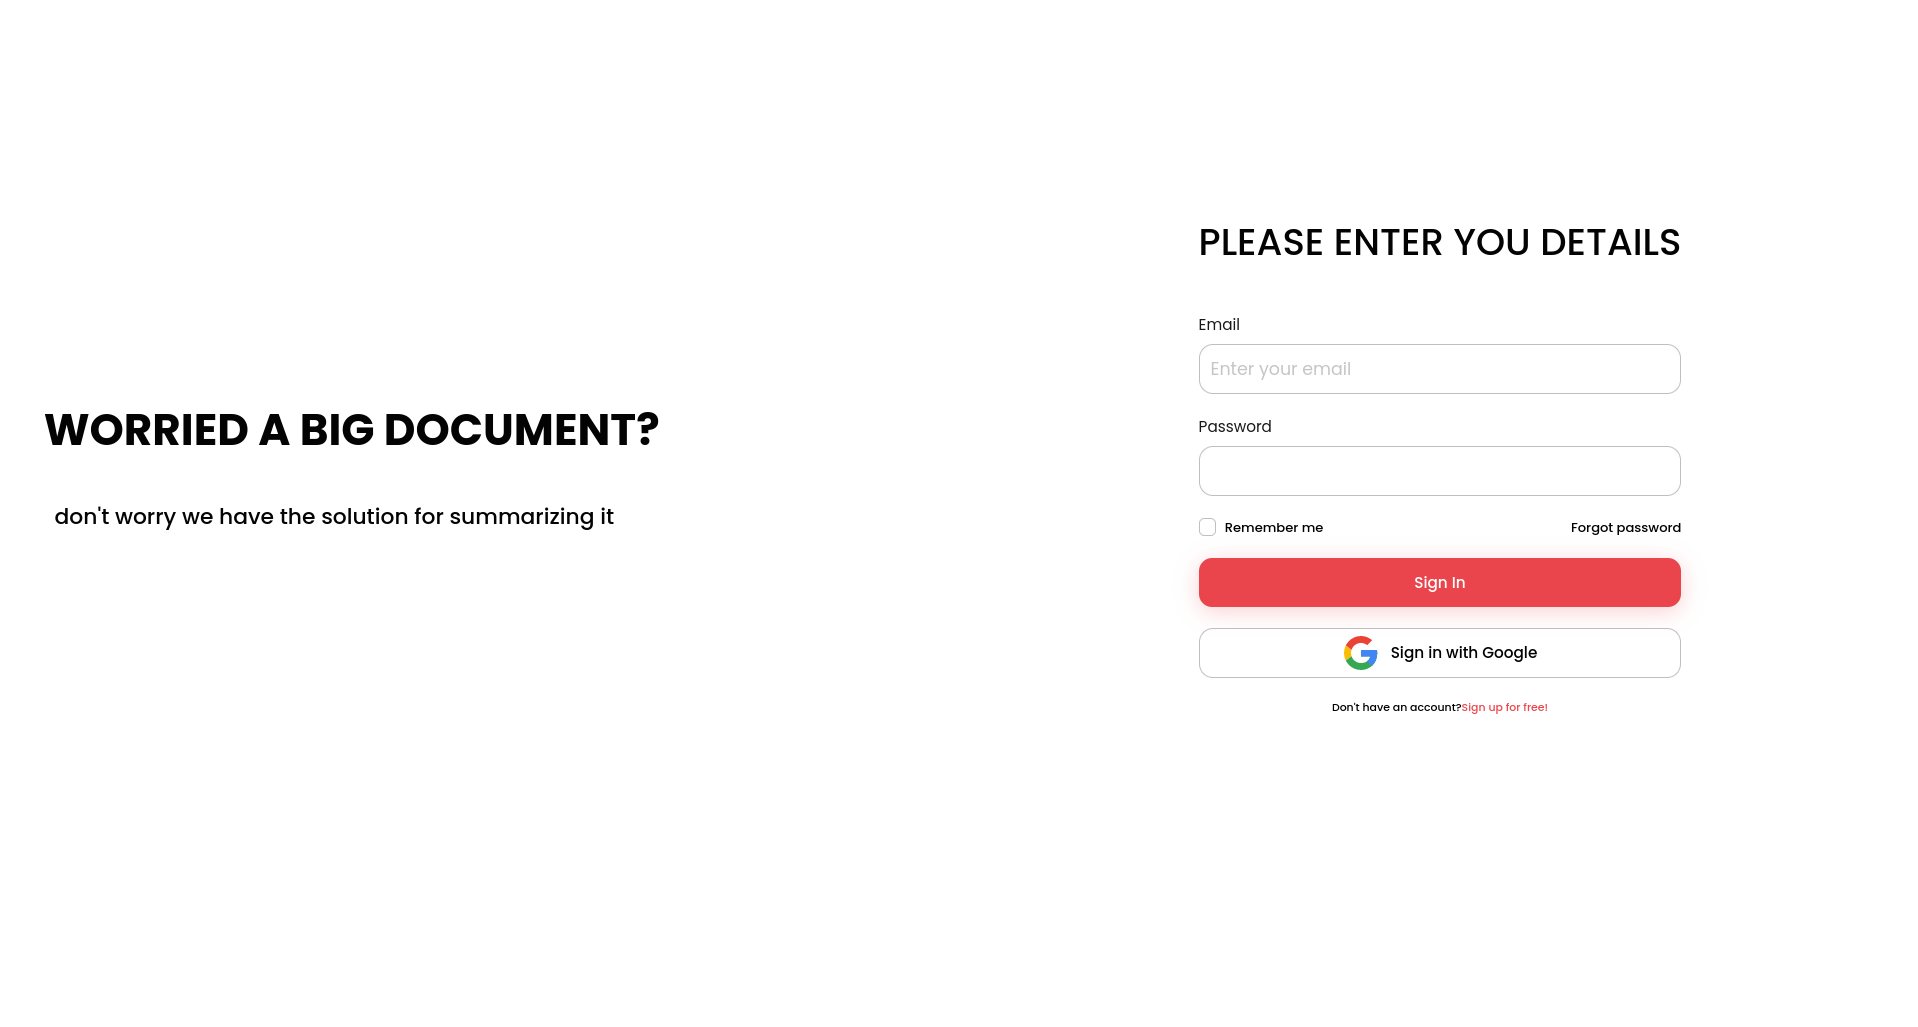 WORRIED A BIG DOCUMENT?
don't worry we have the solution for summarizing it
PLEASE ENTER YOU DETAILS
Email
Enter your email
Password
Remember me
Forgot password
Sign In
Sign in with Google
Don't have an account?Sign up for free!